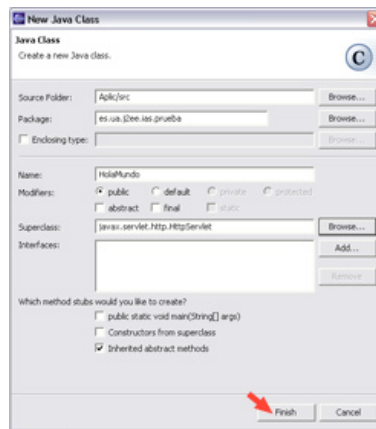 New Java Class
Java Class
Create a new Java class.
C
Source Folder: Aplic/src Browse...
Package: es.ua.j2ee.ias.prueba Browse...
Enclosing type: Browse...
Name: HolaMundo
Modifiers: public default private protected
abstract final static
Superclass: javax.servlet.http.HttpServlet Browse...
Interfaces: Add...
Remove
Which method stubs would you like to create?
public static void main(String[] args)
Constructors from superclass
Inherited abstract methods
Finish Cancel